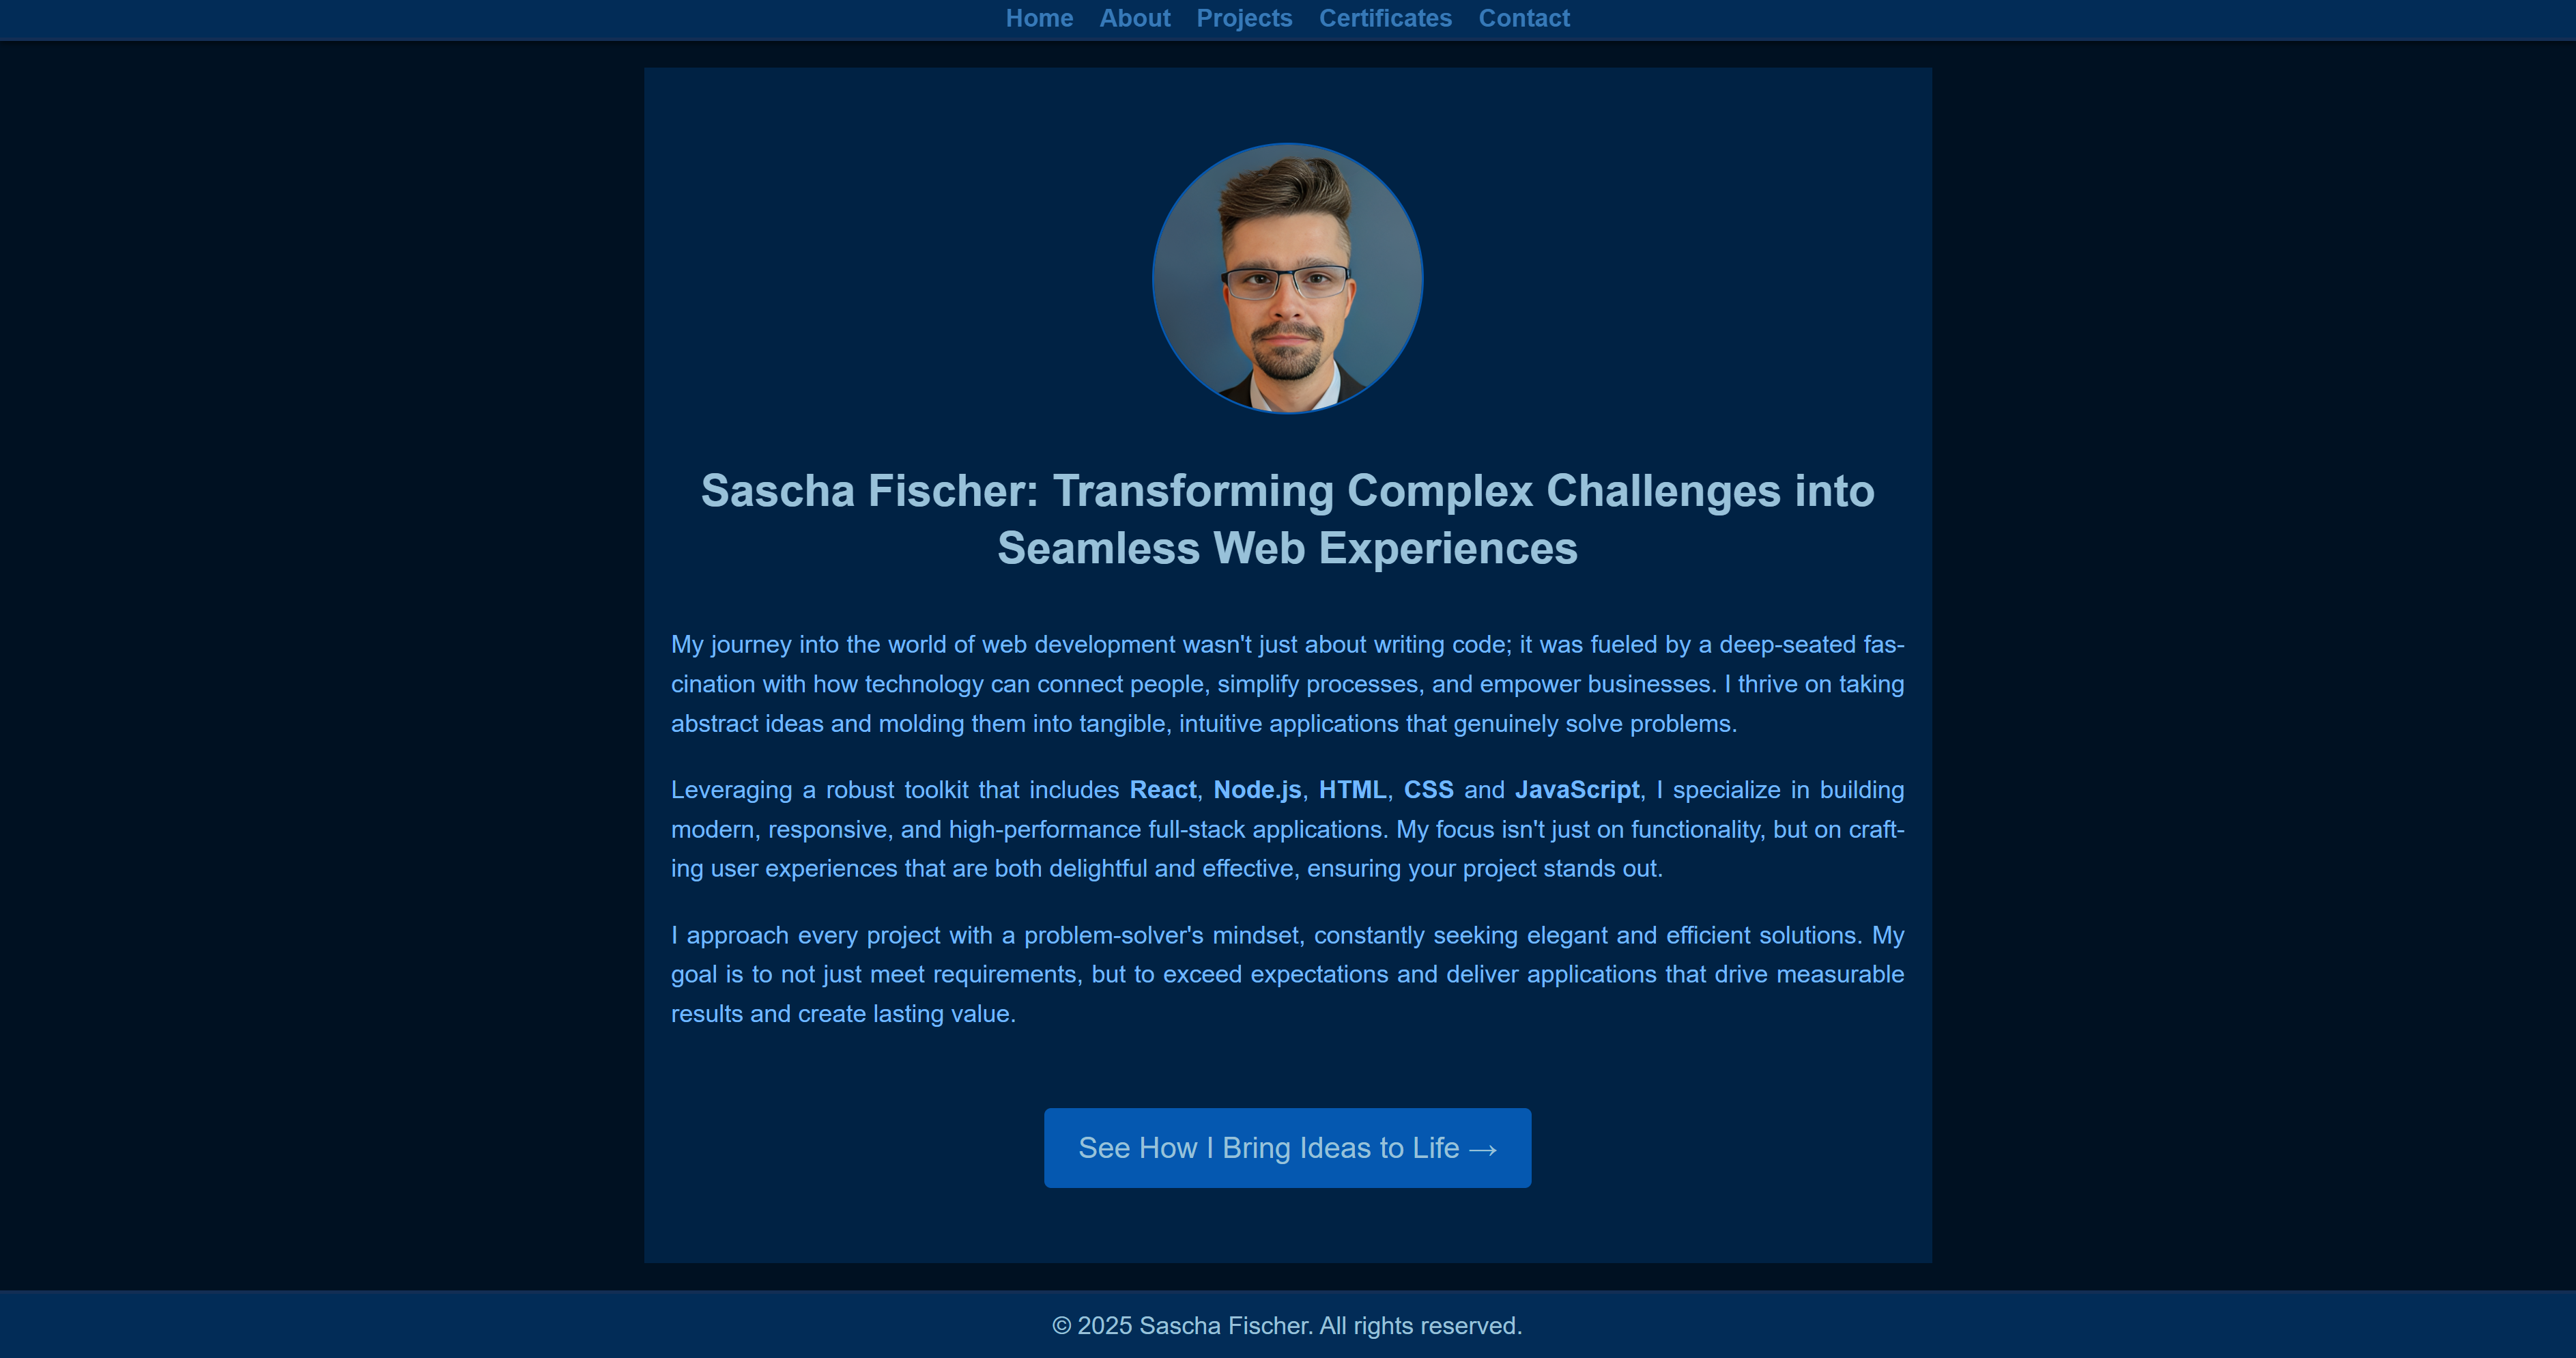 Home About Projects Certificates Contact
Sascha Fischer: Transforming Complex Challenges into
Seamless Web Experiences
My journey into the world of web development wasn't just about writing code; it was fueled by a deep-seated fas-
cination with how technology can connect people, simplify processes, and empower businesses. I thrive on taking
abstract ideas and molding them into tangible, intuitive applications that genuinely solve problems.
Leveraging a robust toolkit that includes React, Node.js, HTML, CSS and JavaScript, I specialize in building
modern, responsive, and high-performance full-stack applications. My focus isn't just on functionality, but on craft-
ing user experiences that are both delightful and effective, ensuring your project stands out.
I approach every project with a problem-solver's mindset, constantly seeking elegant and efficient solutions. My
goal is to not just meet requirements, but to exceed expectations and deliver applications that drive measurable
results and create lasting value.
See How I Bring Ideas to Life →
© 2025 Sascha Fischer. All rights reserved.